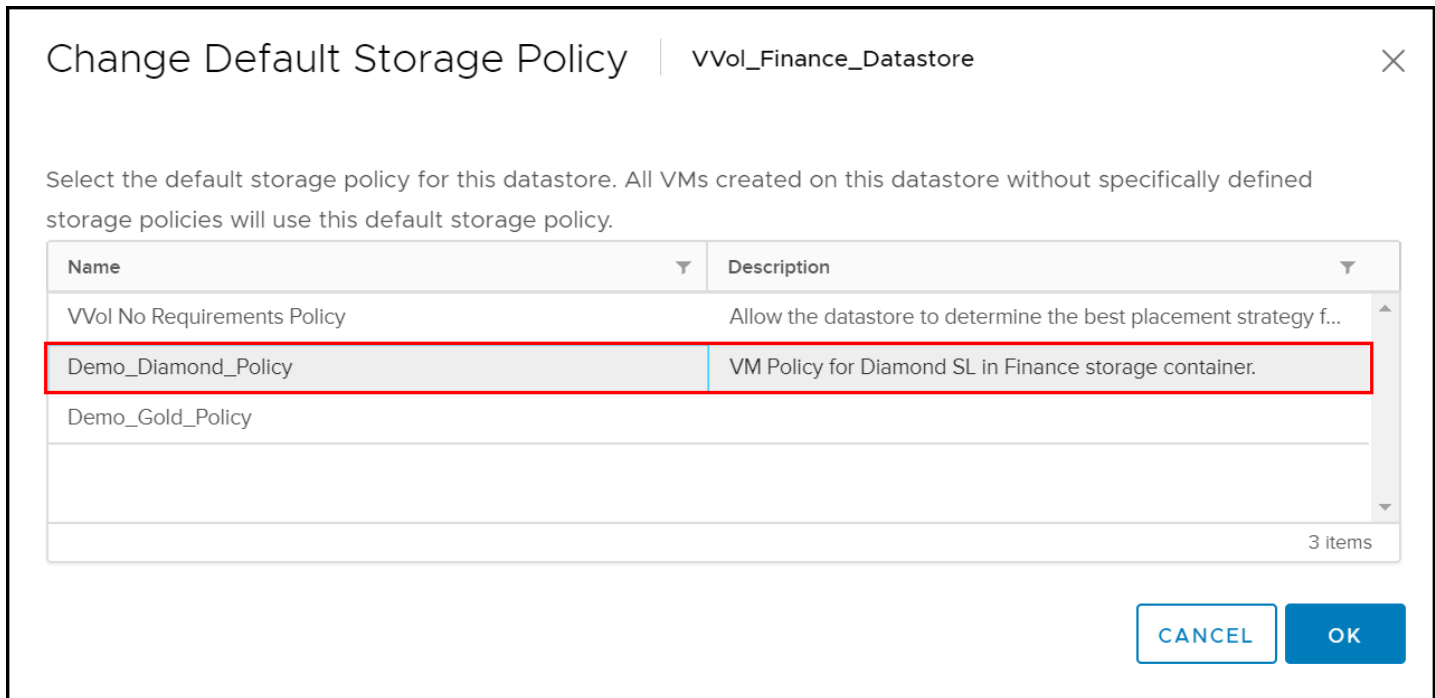 Change Default Storage Policy VVol_Finance_Datastore
Select the default storage policy for this datastore. All VMs created on this datastore without specifically defined
storage policies will use this default storage policy.
Name Description
VVol No Requirements Policy Allow the datastore to determine the best placement strategy f...
Demo_Diamond_Policy VM Policy for Diamond SL in Finance storage container.
Demo_Gold_Policy
3 items
CANCEL OK